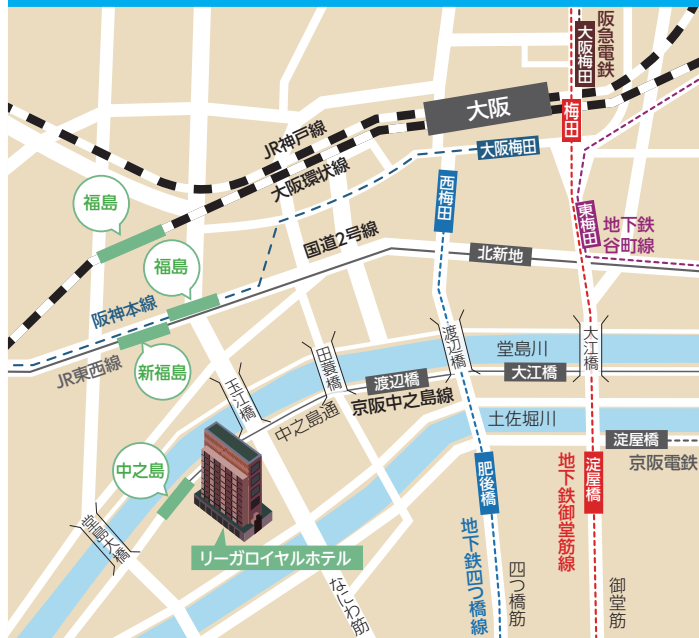 阪急電鉄
大阪梅田
大阪
梅田
JR神戸線
大阪環状線
大阪梅田
西梅田
東梅田
地下鉄
谷町線
福島
福島
国道2号線
北新地
阪神本線
新福島
JR東西線
渡辺橋
堂島川
大江橋
田蓑橋
玉江橋
渡辺橋
大江橋
京阪中之島線
中之島通
土佐堀川
淀屋橋
京阪電鉄
中之島
肥後橋
淀屋橋
地下鉄御堂筋線
堂島大橋
リーガロイヤルホテル
地下鉄四つ橋線
四つ橋筋
御堂筋
なにわ筋